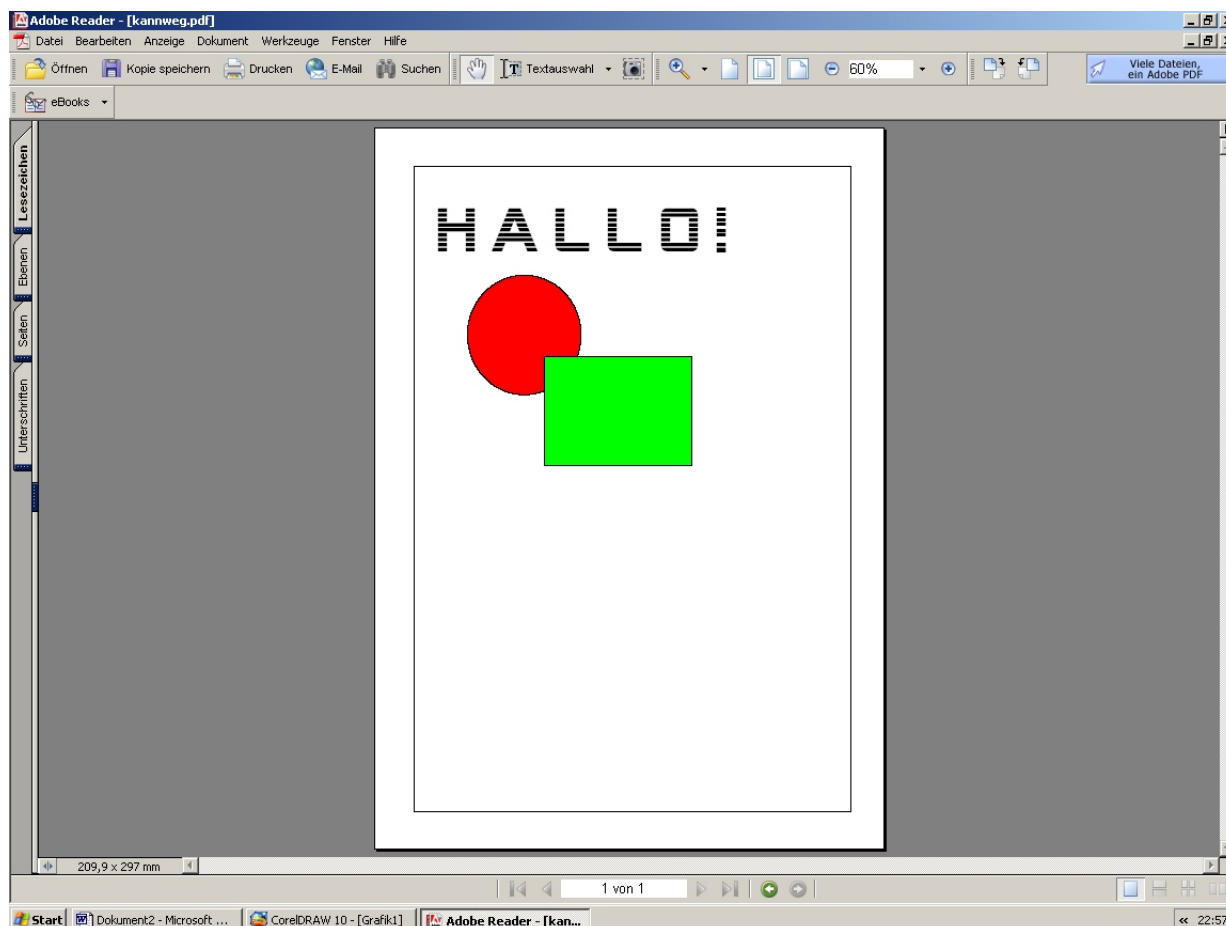 Adobe Reader - [kannweg.pdf]
Datei Bearbeiten Anzeige Dokument Werkzeuge Fenster Hilfe
Öffnen Kopie speichern Drucken E-Mail Suchen Textauswahl 60% Viele Dateien,
ein Adobe PDF
eBooks
Lesezeichen
Ebenen
Seiten
Unterschriften
HALLO!
209,9 x 297 mm
1 von 1
Start Dokument2 - Microsoft ... CorelDRAW 10 - [Grafik1] Adobe Reader - [kan... « 22:57